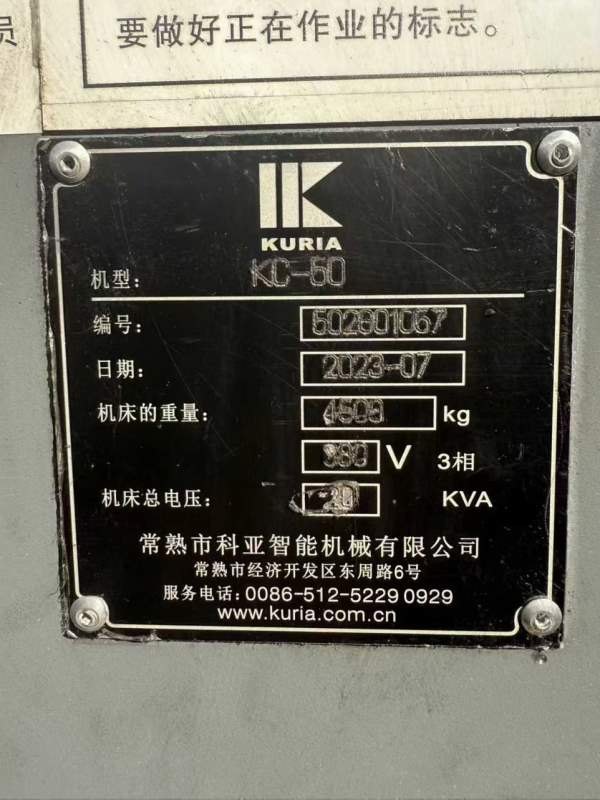 员
要做好正在作业的标志。
KURIA
机型： KC-50
编号： 502801057
日期： 2023-07
机床的重量： 4500 kg
380 V 3相
机床总电压： 20 KVA
常熟市科亚智能机械有限公司
常熟市经济开发区东周路6号
服务电话：0086-512-5229 0929
www.kuria.com.cn